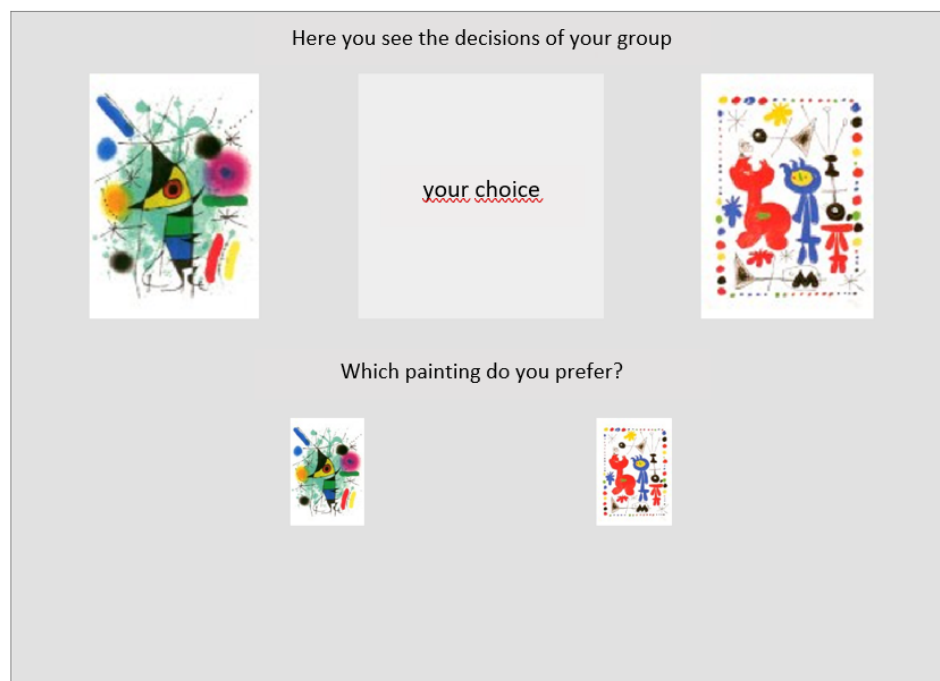 Here you see the decisions of your group
your choice
Which painting do you prefer?